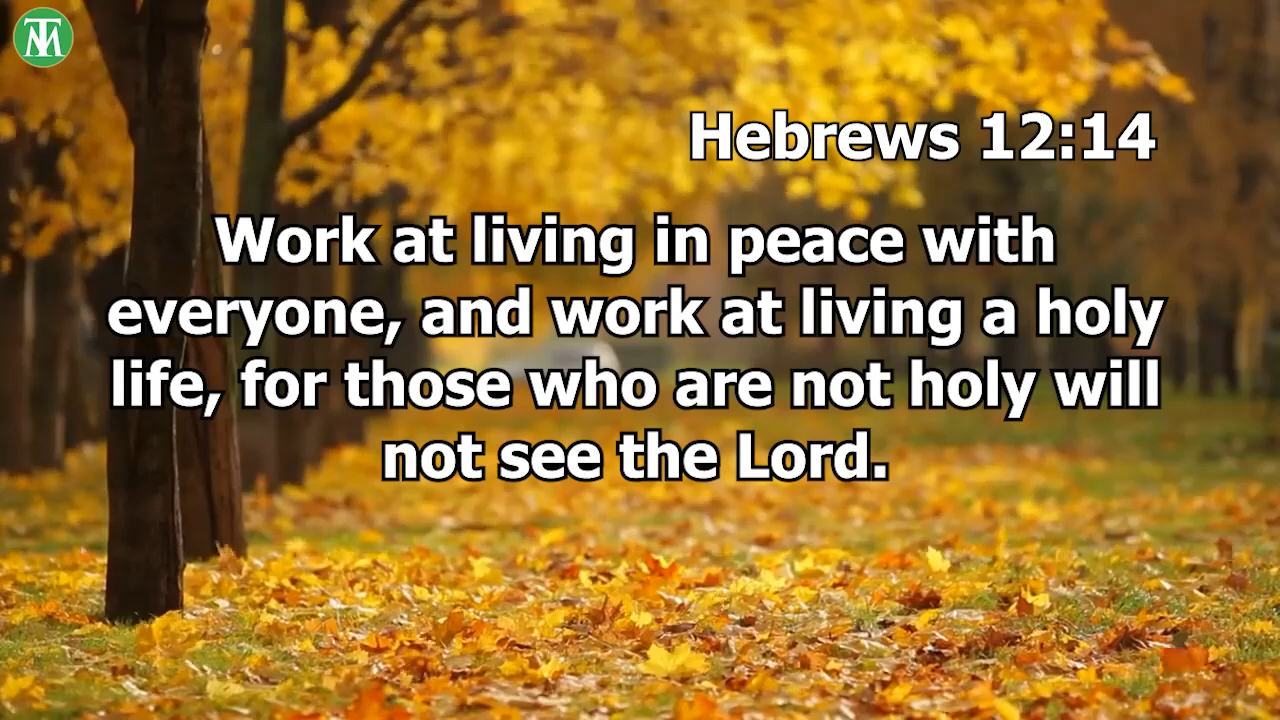 TM
Hebrews 12:14
Work at living in peace with
everyone, and work at living a holy
life, for those who are not holy will
not see the Lord.